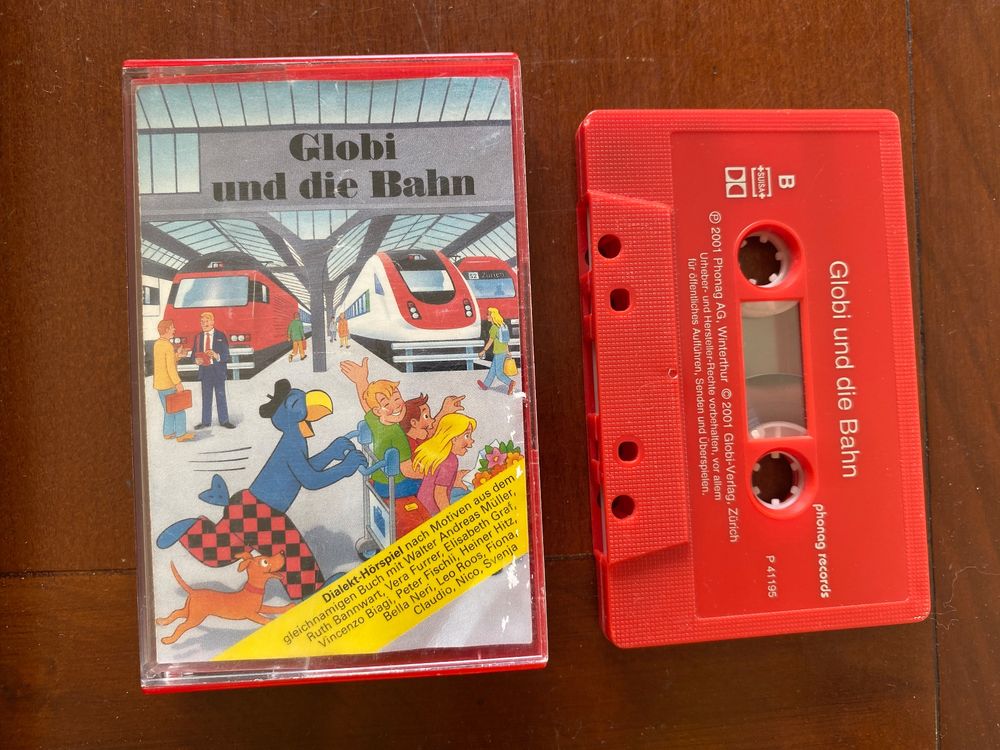 Globi
und die Bahn
S2 Zürich
Dialekt-Hörspiel nach Motiven aus dem
gleichnamigen Buch mit Walter Andreas Müller,
Ruth Bannwart, Vera Furrer, Elisabeth Graf,
Vincenzo Biagi, Peter Fischli, Heiner Hitz,
Bella Neri, Leo Roos, Fiona,
Claudio, Nico, Svenja
B
SUISA
Globi und die Bahn
℗ 2001 Phonag AG, Winterthur © 2001 Globi-Verlag, Zürich
Urheber- und Hersteller-Rechte vorbehalten, vor allem
für öffentliches Aufführen, Senden und Überspielen.
phonag records
P 41195